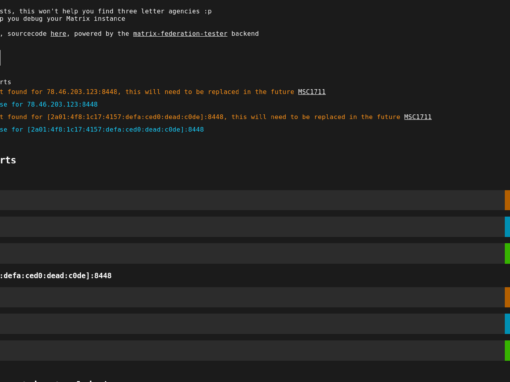 sts, this won't help you find three letter agencies :p
p you debug your Matrix instance
, sourcecode here, powered by the matrix-federation-tester backend
rts
t found for 78.46.203.123:8448, this will need to be replaced in the future MSC1711
se for 78.46.203.123:8448
t found for [2a01:4f8:1c17:4157:defa:ced0:dead:c0de]:8448, this will need to be replaced in the future MSC1711
se for [2a01:4f8:1c17:4157:defa:ced0:dead:c0de]:8448
rts
:defa:ced0:dead:c0de]:8448